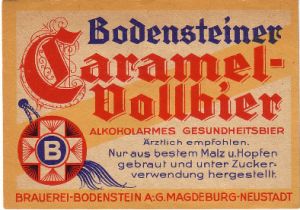 Bodensteiner
Caramel-
Vollbier
ALKOHOLARMES GESUNDHEITSBIER
Ärztlich empfohlen.
Nur aus bestem Malz u. Hopfen
gebraut und unter Zucker-
verwendung hergestellt.
B
BRAUEREI-BODENSTEIN A:G. MAGDEBURG-NEUSTADT